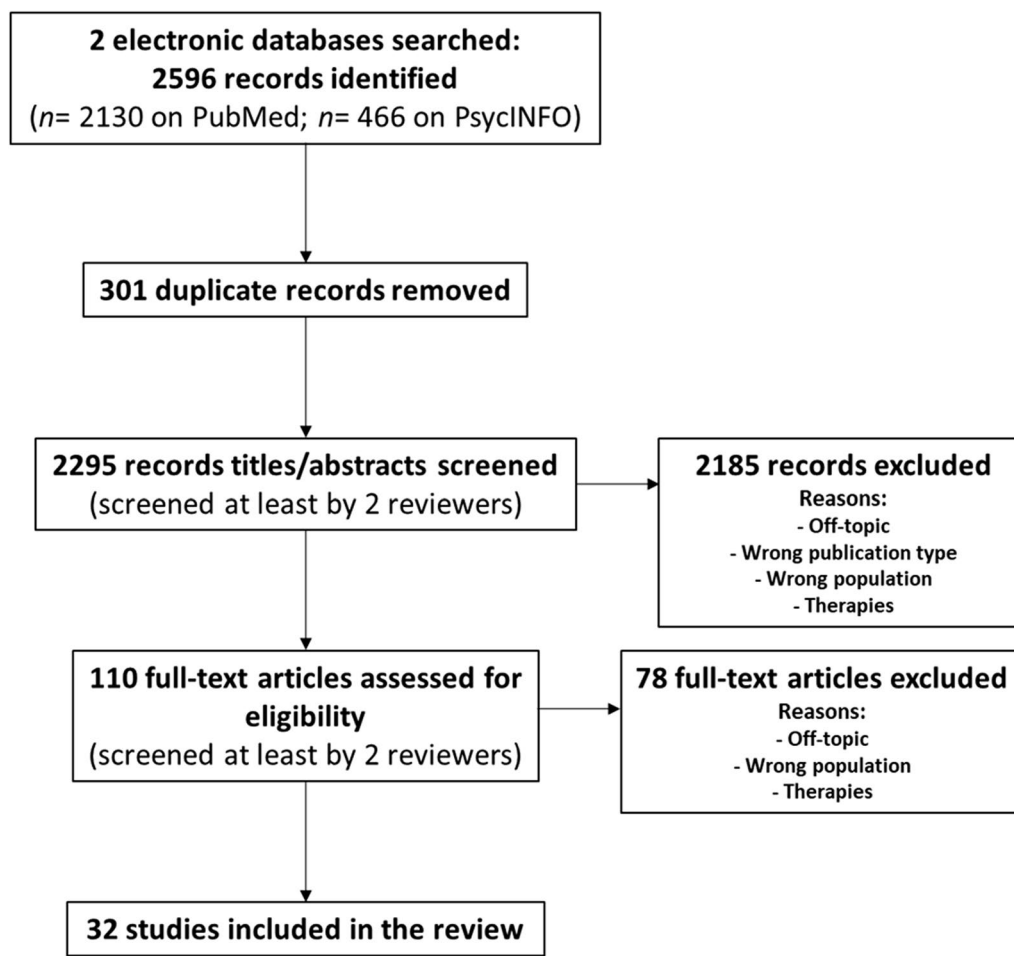 2 electronic databases searched:
2596 records identified
(n= 2130 on PubMed; n= 466 on PsycINFO)
301 duplicate records removed
2295 records titles/abstracts screened
(screened at least by 2 reviewers)
2185 records excluded
Reasons:
- Off-topic
- Wrong publication type
- Wrong population
- Therapies
110 full-text articles assessed for
eligibility
(screened at least by 2 reviewers)
78 full-text articles excluded
Reasons:
- Off-topic
- Wrong population
- Therapies
32 studies included in the review